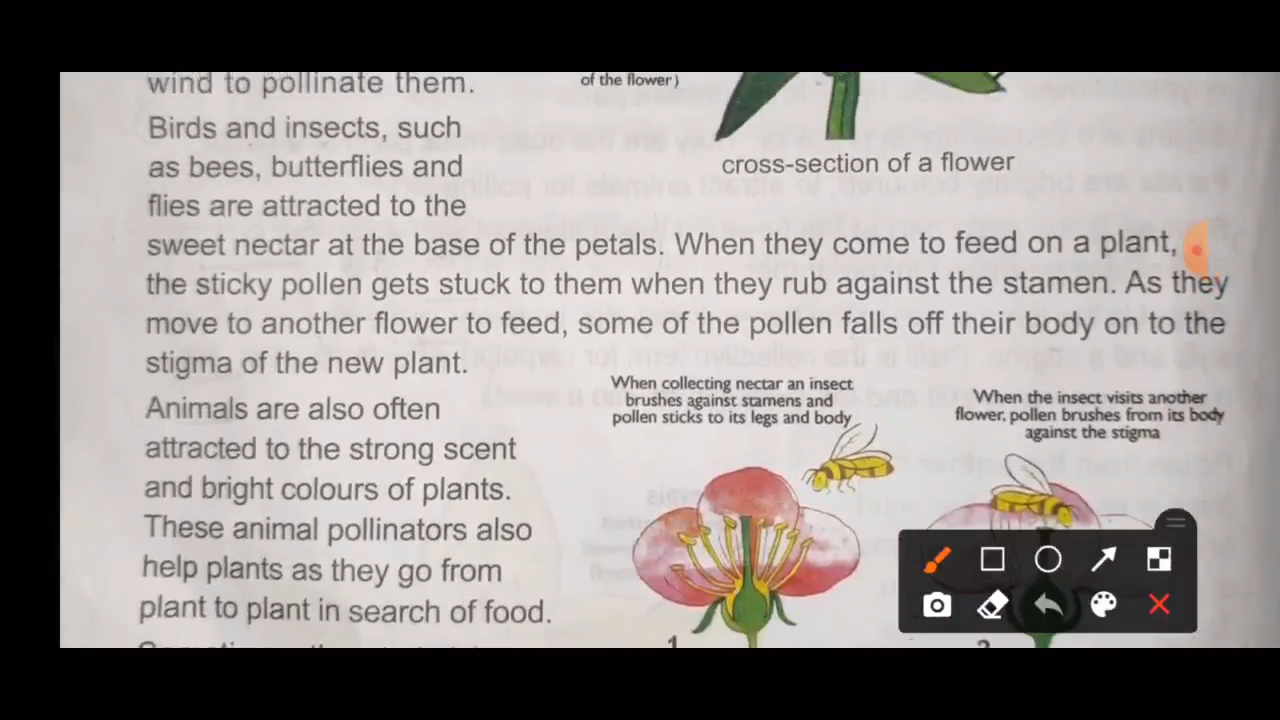 wind to pollinate them.
of the flower)
cross-section of a flower
Birds and insects, such
as bees, butterflies and
flies are attracted to the
sweet nectar at the base of the petals. When they come to feed on a plant,
the sticky pollen gets stuck to them when they rub against the stamen. As they
move to another flower to feed, some of the pollen falls off their body on to the
stigma of the new plant.
Animals are also often
attracted to the strong scent
and bright colours of plants.
These animal pollinators also
help plants as they go from
plant to plant in search of food.
When collecting nectar an insect
brushes against stamens and
pollen sticks to its legs and body
1
When the insect visits another
flower, pollen brushes from its body
against the stigma
2